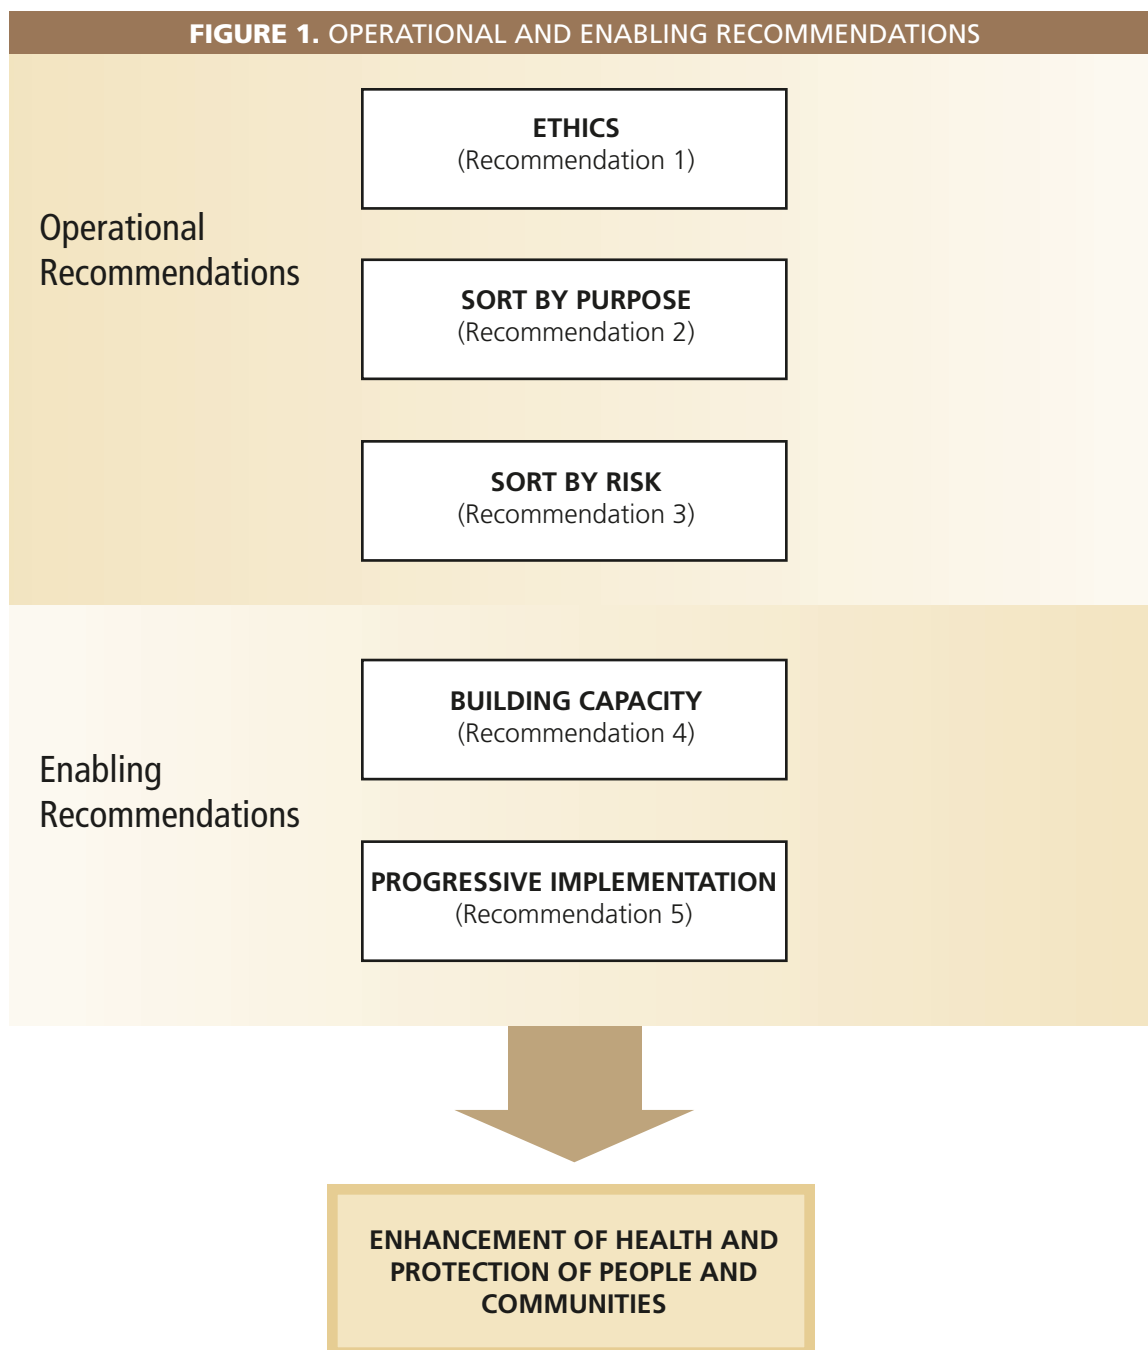 FIGURE 1. OPERATIONAL AND ENABLING RECOMMENDATIONS
Operational
Recommendations
ETHICS
(Recommendation 1)
SORT BY PURPOSE
(Recommendation 2)
SORT BY RISK
(Recommendation 3)
Enabling
Recommendations
BUILDING CAPACITY
(Recommendation 4)
PROGRESSIVE IMPLEMENTATION
(Recommendation 5)
ENHANCEMENT OF HEALTH AND
PROTECTION OF PEOPLE AND
COMMUNITIES